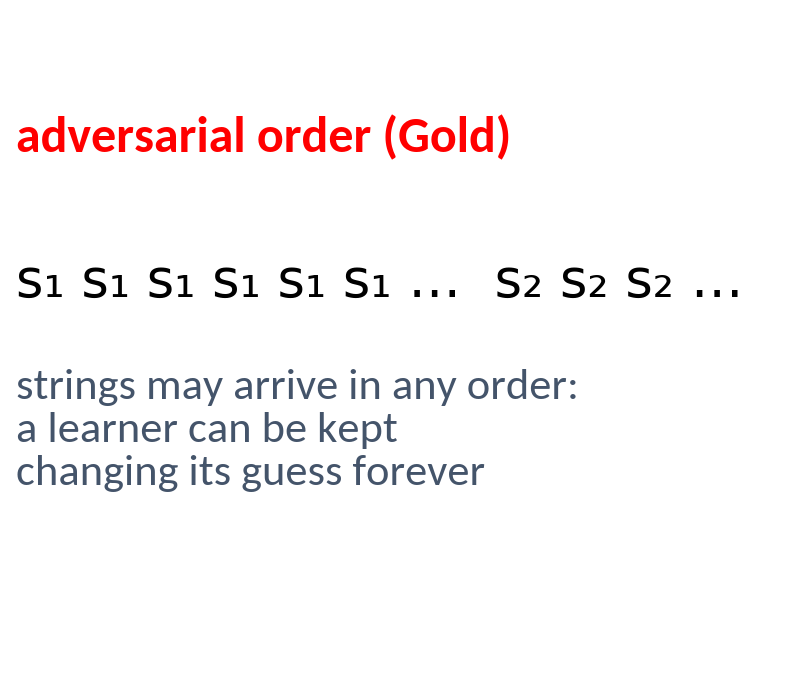 adversarial order (Gold)
s₁ s₁ s₁ s₁ s₁ s₁ … s₂ s₂ s₂ …
strings may arrive in any order:
a learner can be kept
changing its guess forever